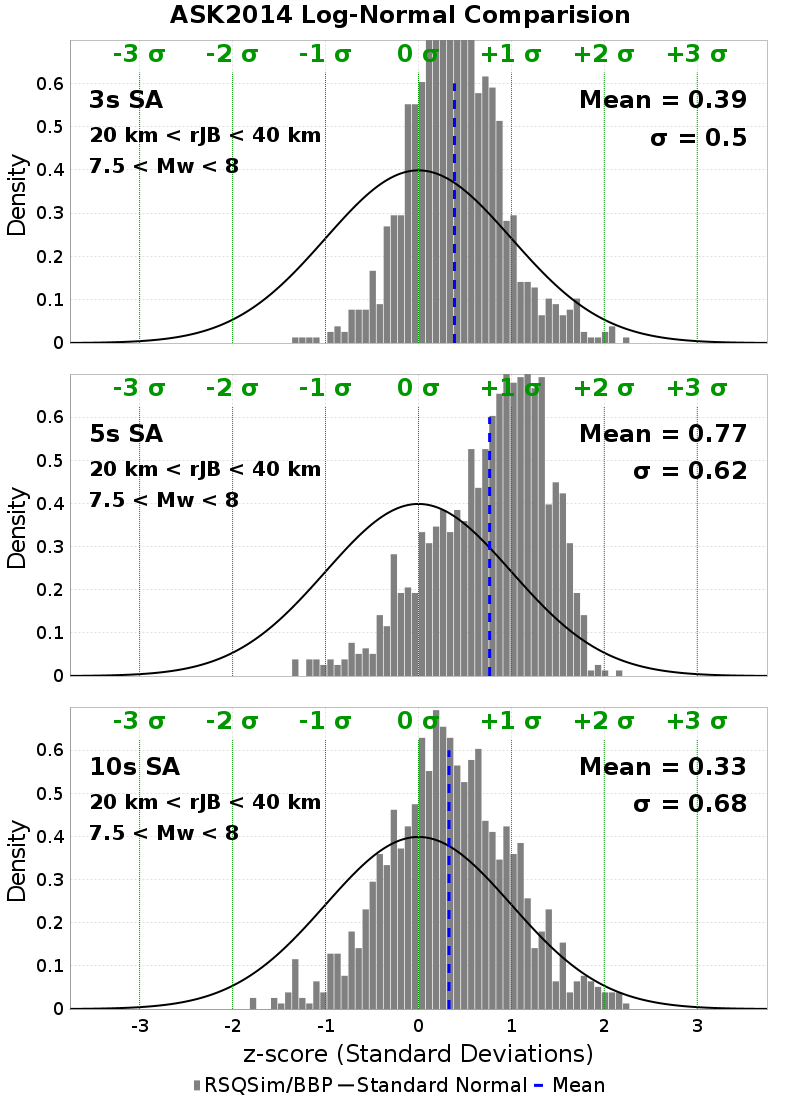 ASK2014 Log-Normal Comparision
-3 σ -2 σ -1 σ 0 σ +1 σ +2 σ +3 σ
3s SA
20 km < rJB < 40 km
7.5 < Mw < 8
Mean = 0.39
σ = 0.5
Density
0.6
0.5
0.4
0.3
0.2
0.1
0
-3 σ -2 σ -1 σ 0 σ +1 σ +2 σ +3 σ
5s SA
20 km < rJB < 40 km
7.5 < Mw < 8
Mean = 0.77
σ = 0.62
Density
0.6
0.5
0.4
0.3
0.2
0.1
0
-3 σ -2 σ -1 σ 0 σ +1 σ +2 σ +3 σ
10s SA
20 km < rJB < 40 km
7.5 < Mw < 8
Mean = 0.33
σ = 0.68
Density
0.6
0.5
0.4
0.3
0.2
0.1
0
-3 -2 -1 0 1 2 3
z-score (Standard Deviations)
RSQSim/BBP Standard Normal Mean